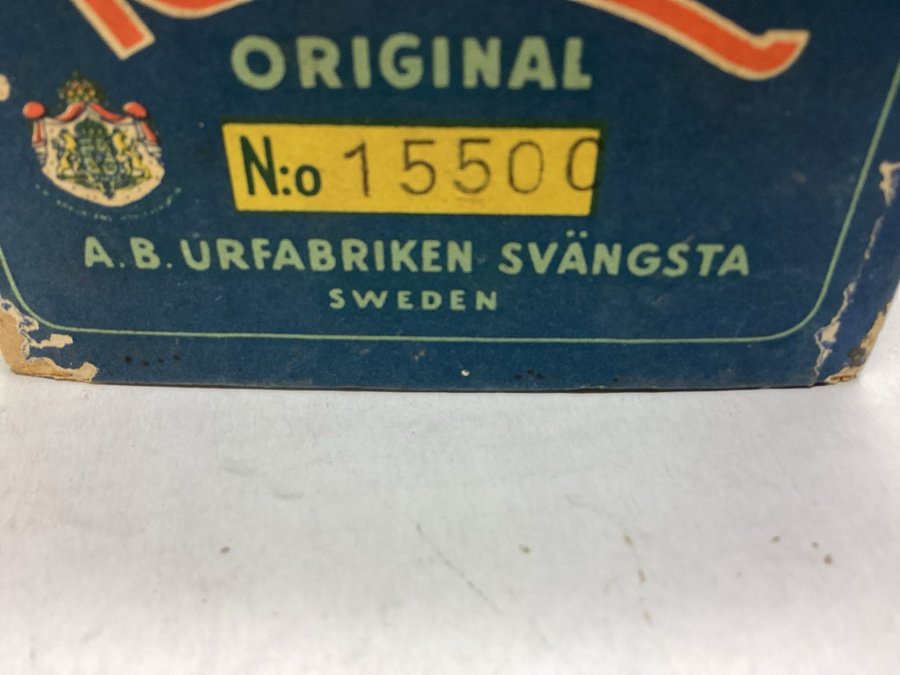 ORIGINAL
N:o 15500
A.B. URFABRIKEN SVÄNGSTA
SWEDEN